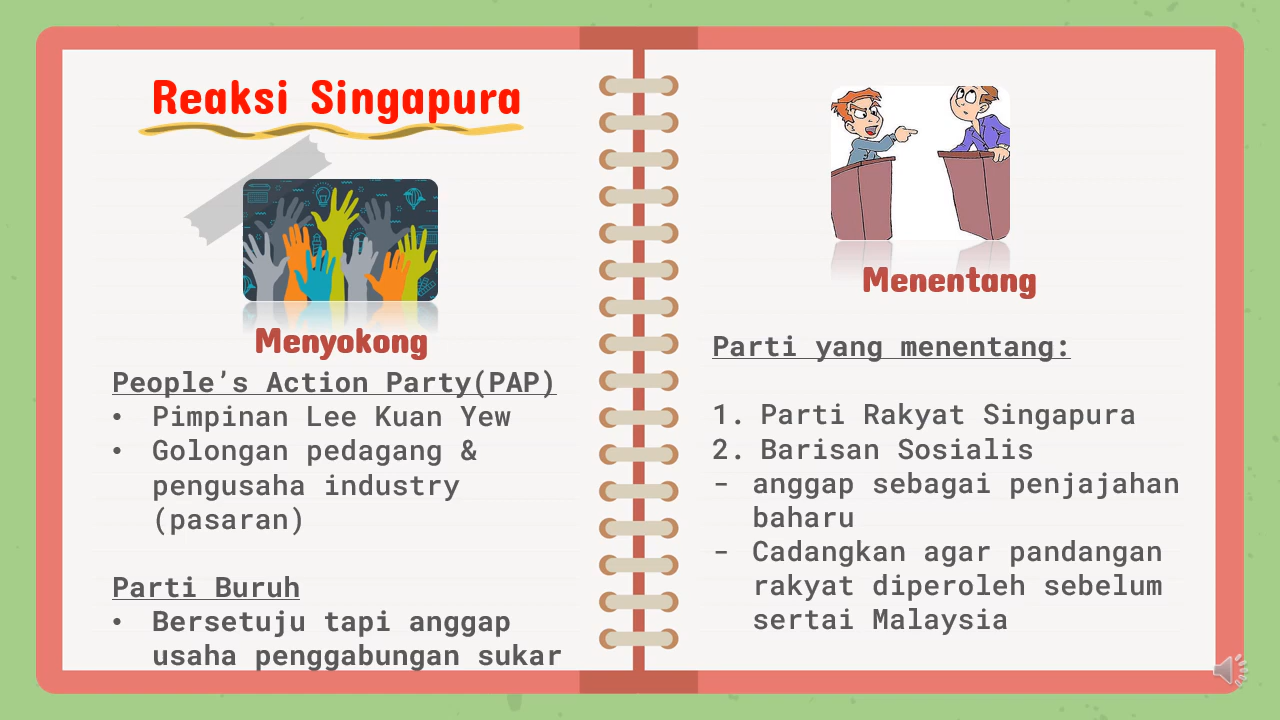 Reaksi Singapura
Menyokong
People’s Action Party(PAP)
• Pimpinan Lee Kuan Yew
• Golongan pedagang &
pengusaha industry
(pasaran)
Parti Buruh
• Bersetuju tapi anggap
usaha penggabungan sukar
Menentang
Parti yang menentang:
1. Parti Rakyat Singapura
2. Barisan Sosialis
- anggap sebagai penjajahan
baharu
- Cadangkan agar pandangan
rakyat diperoleh sebelum
sertai Malaysia